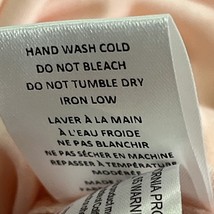 HAND WASH COLD
DO NOT BLEACH
DO NOT TUMBLE DRY
IRON LOW
LAVER À LA MAIN
À L'EAU FROIDE
NE PAS BLANCHIR
NE PAS SÉCHER EN MACHINE
REPASSER À TEMPÉRATURE
MODÉRÉE
MADE